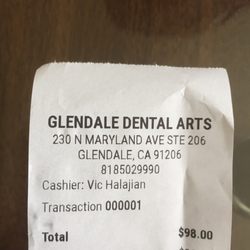 GLENDALE DENTAL ARTS
230 N MARYLAND AVE STE 206
GLENDALE, CA 91206
8185029990
Cashier: Vic Halajian
Transaction 000001
Total $98.00